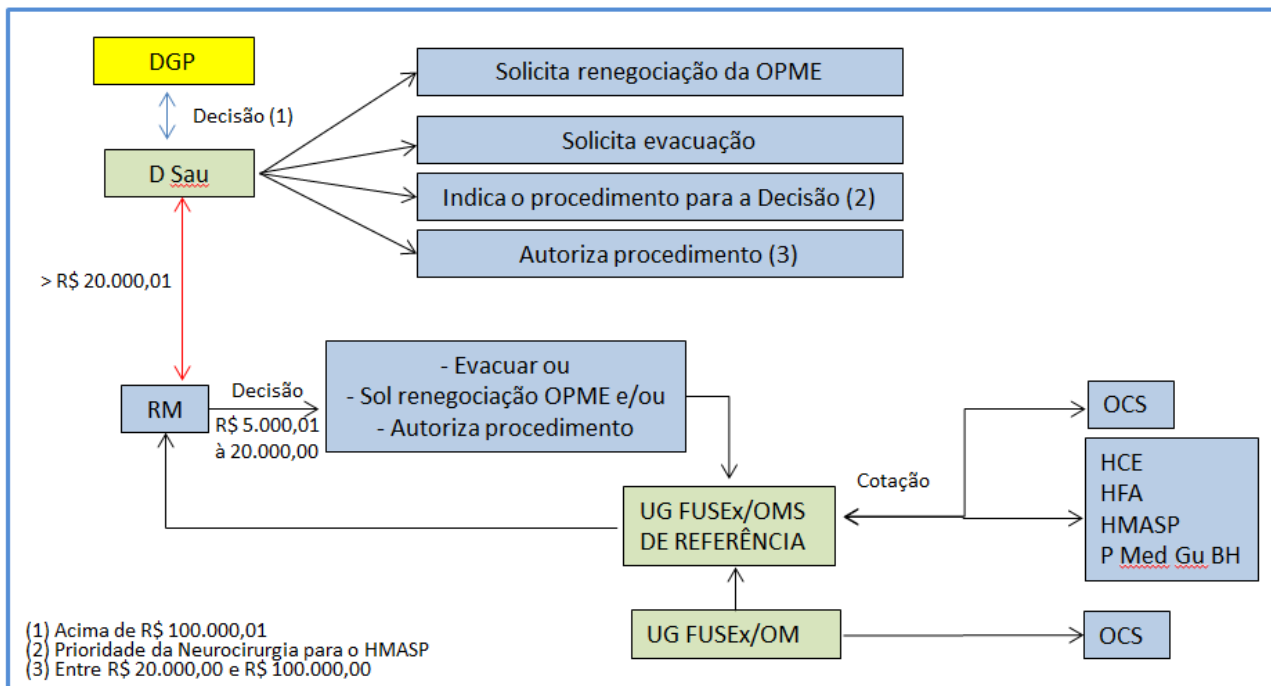 DGP
Decisão (1)
D Sau
Solicita renegociação da OPME
Solicita evacuação
Indica o procedimento para a Decisão (2)
Autoriza procedimento (3)
> R$ 20.000,01
RM
Decisão
R$ 5.000,01
à 20.000,00
- Evacuar ou
- Sol renegociação OPME e/ou
- Autoriza procedimento
UG FUSEx/OMS
DE REFERÊNCIA
Cotação
OCS
HCE
HFA
HMASP
P Med Gu BH
UG FUSEx/OM
OCS
(1) Acima de R$ 100.000,01
(2) Prioridade da Neurocirurgia para o HMASP
(3) Entre R$ 20.000,00 e R$ 100.000,00